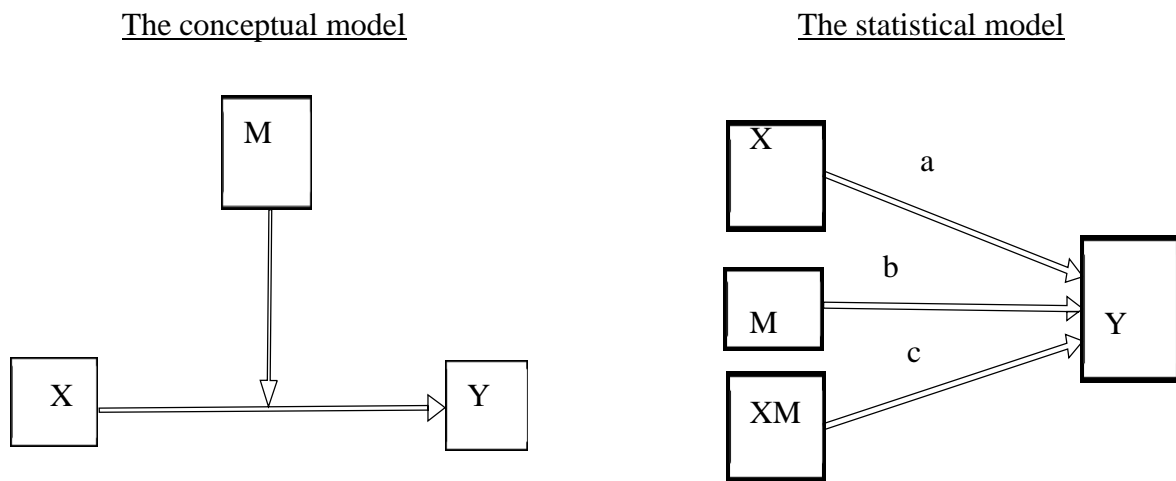 The conceptual model
M
X
Y
The statistical model
X
a
b
M
Y
c
XM